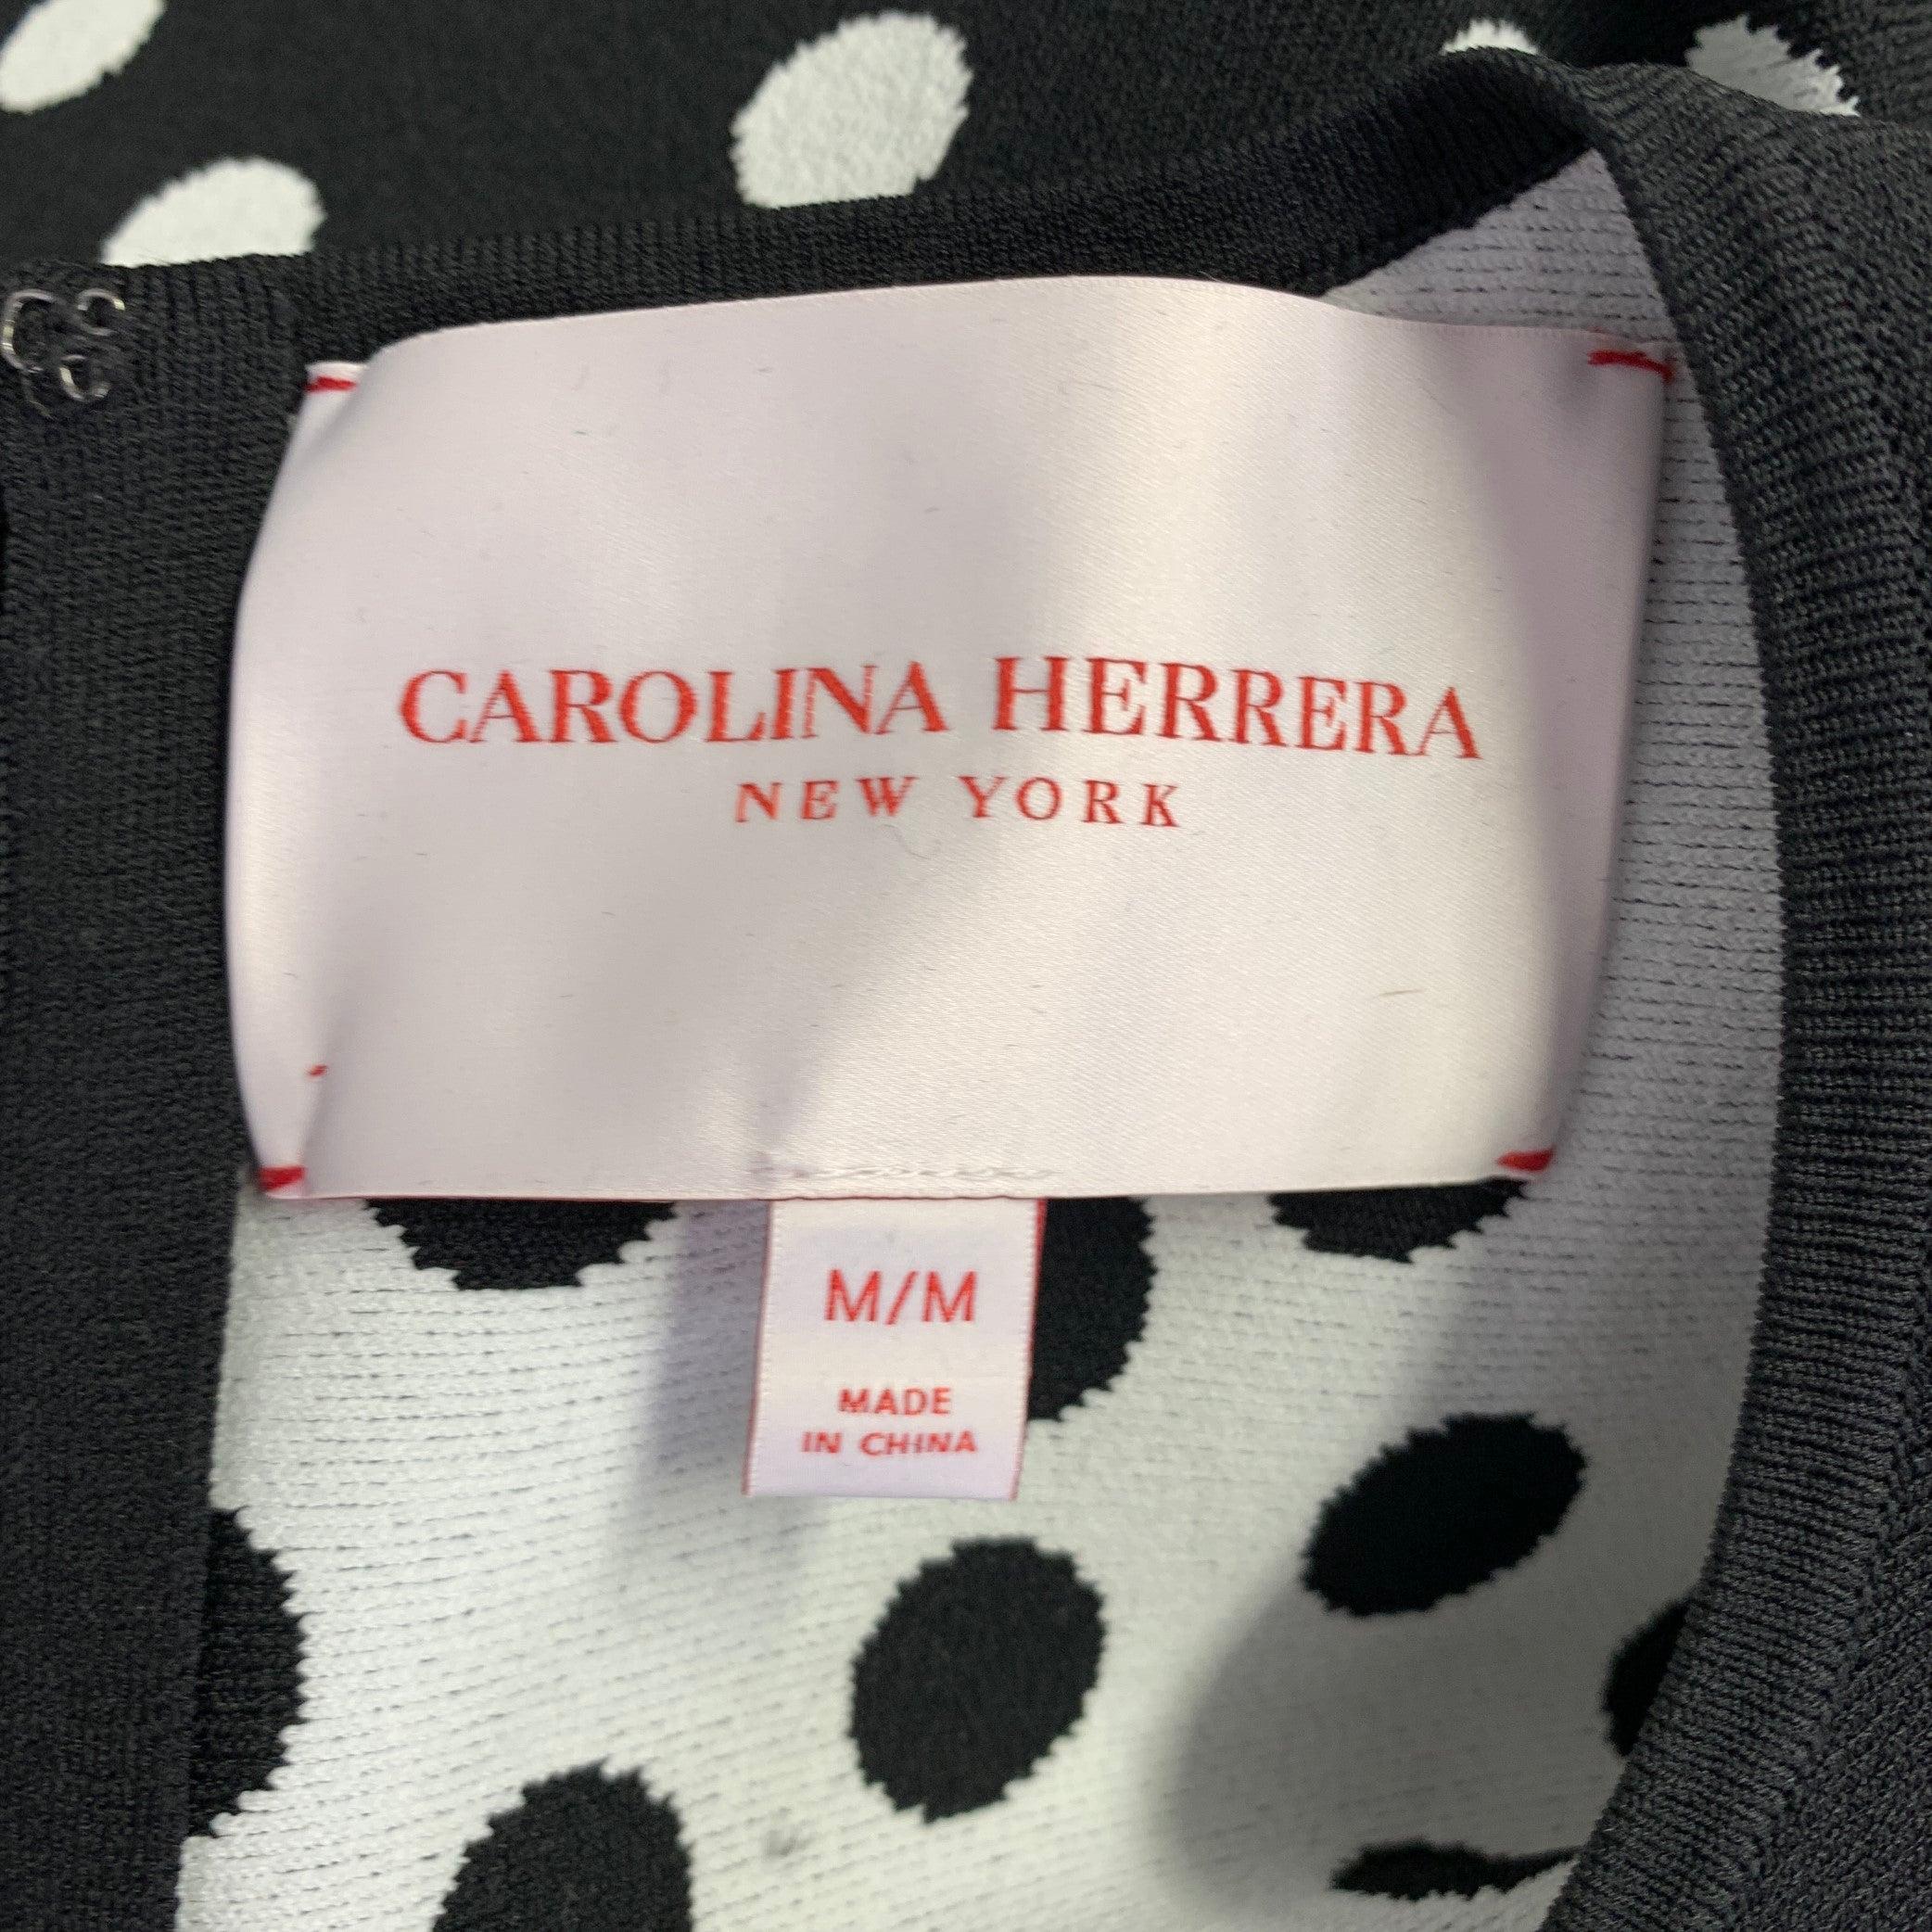 CAROLINA HERRERA
NEW YORK
M/M
MADE
IN CHINA